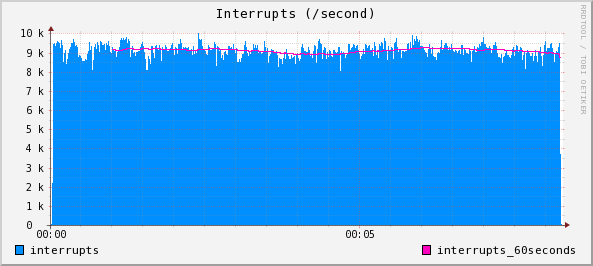 Interrupts (/second)
RRDTOOL / TOBI OETIKER
10 k
9 k
8 k
7 k
6 k
5 k
4 k
3 k
2 k
1 k
0
00:00 00:05
interrupts interrupts_60seconds